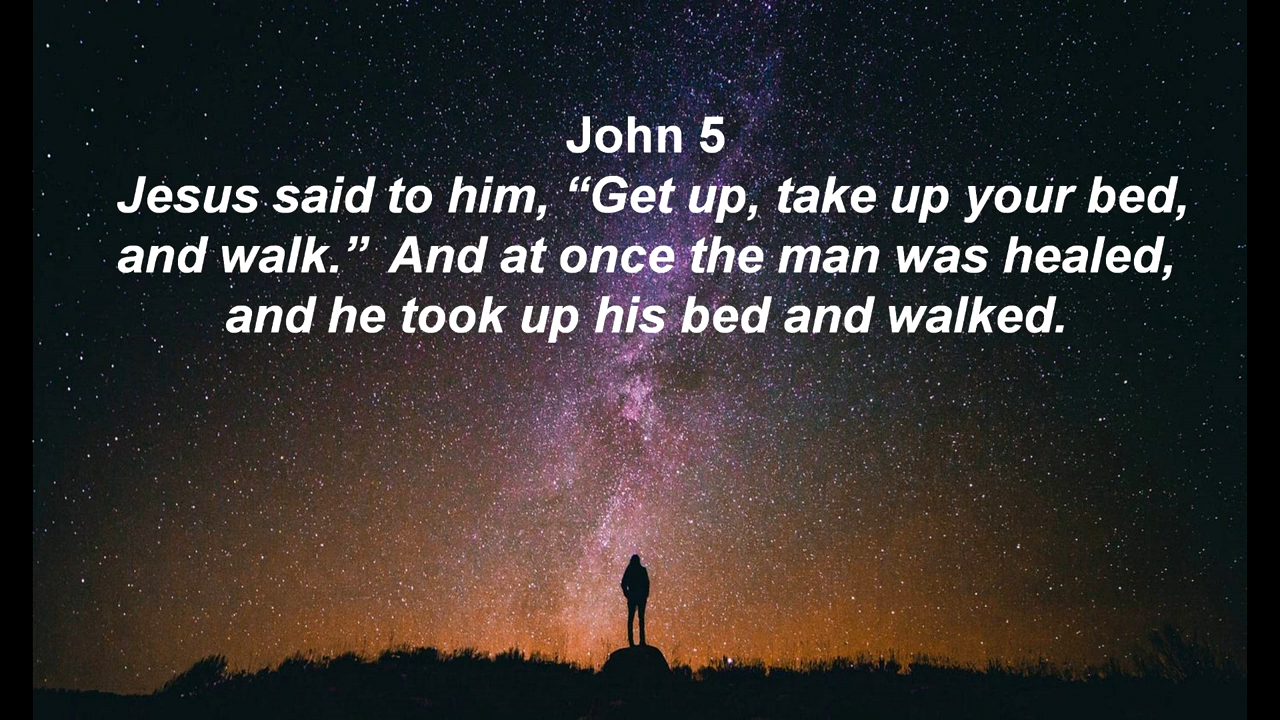 John 5
Jesus said to him, “Get up, take up your bed,
and walk.” And at once the man was healed,
and he took up his bed and walked.